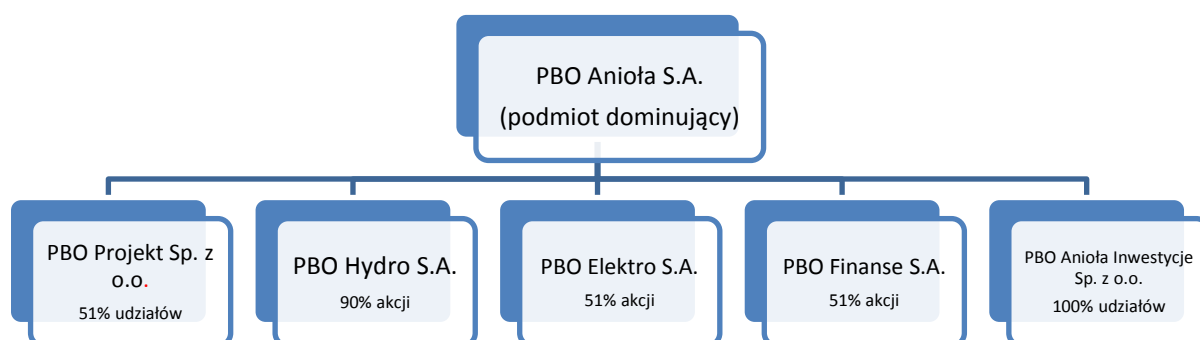 PBO Anioła S.A.
(podmiot dominujący)
PBO Projekt Sp. z
o.o.
51% udziałów
PBO Hydro S.A.
90% akcji
PBO Elektro S.A.
51% akcji
PBO Finanse S.A.
51% akcji
PBO Anioła Inwestycje
Sp. z o.o.
100% udziałów